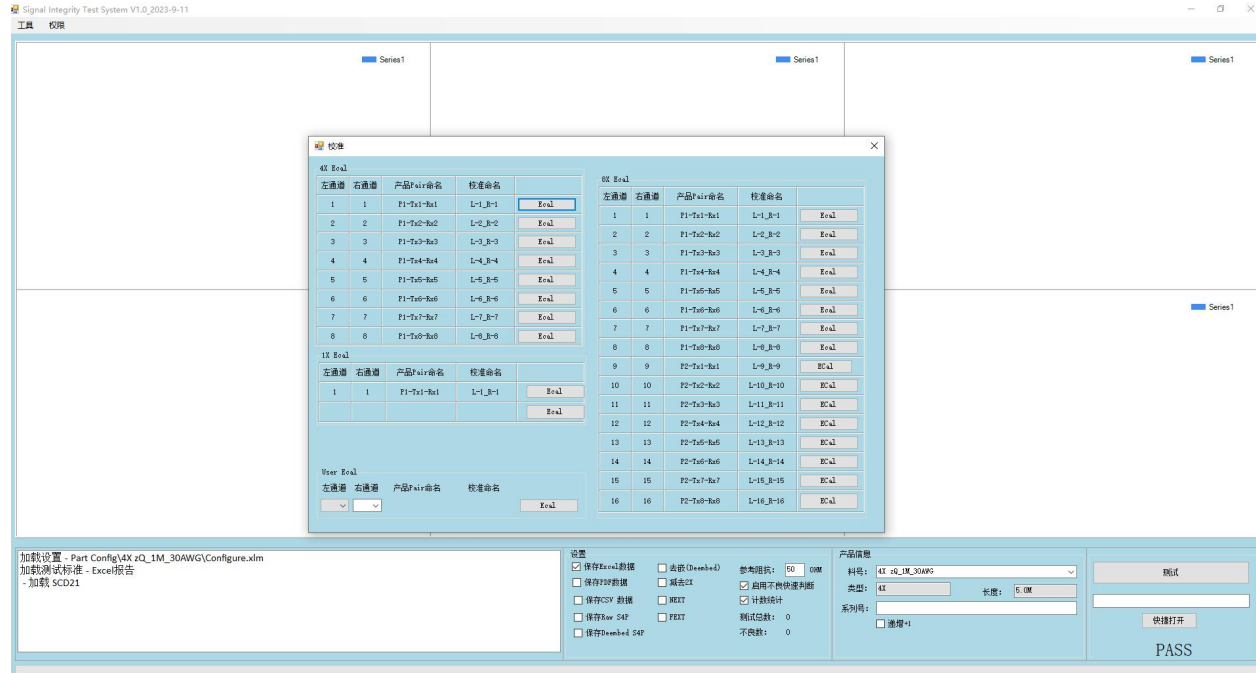 Signal Integrity Test System V1.0_2023-9-11
工具 权限
Series1 Series1 Series1
校准
4X Ecal
左通道 右通道 产品Pair命名 校准命名
1 1 P1-Tx1-Rx1 L-1_R-1 Ecal
2 2 P1-Tx2-Rx2 L-2_R-2 Ecal
3 3 P1-Tx3-Rx3 L-3_R-3 Ecal
4 4 P1-Tx4-Rx4 L-4_R-4 Ecal
5 5 P1-Tx5-Rx5 L-5_R-5 Ecal
6 6 P1-Tx6-Rx6 L-6_R-6 Ecal
7 7 P1-Tx7-Rx7 L-7_R-7 Ecal
8 8 P1-Tx8-Rx8 L-8_R-8 Ecal
1X Ecal
左通道 右通道 产品Pair命名 校准命名
1 1 P1-Tx1-Rx1 L-1_R-1 Ecal
Ecal
User Ecal
左通道 右通道 产品Pair命名 校准命名
Ecal
8X Ecal
左通道 右通道 产品Pair命名 校准命名
1 1 P1-Tx1-Rx1 L-1_R-1 Ecal
2 2 P1-Tx2-Rx2 L-2_R-2 Ecal
3 3 P1-Tx3-Rx3 L-3_R-3 Ecal
4 4 P1-Tx4-Rx4 L-4_R-4 Ecal
5 5 P1-Tx5-Rx5 L-5_R-5 Ecal
6 6 P1-Tx6-Rx6 L-6_R-6 Ecal
7 7 P1-Tx7-Rx7 L-7_R-7 Ecal
8 8 P1-Tx8-Rx8 L-8_R-8 Ecal
9 9 P2-Tx1-Rx1 L-9_R-9 ECal
10 10 P2-Tx2-Rx2 L-10_R-10 ECal
11 11 P2-Tx3-Rx3 L-11_R-11 ECal
12 12 P2-Tx4-Rx4 L-12_R-12 ECal
13 13 P2-Tx5-Rx5 L-13_R-13 ECal
14 14 P2-Tx6-Rx6 L-14_R-14 ECal
15 15 P2-Tx7-Rx7 L-15_R-15 ECal
16 16 P2-Tx8-Rx8 L-16_R-16 ECal
Series1
加载设置 - Part Config\4X zQ_1M_30AWG\Configure.xlm
加载测试标准 - Excel报告
- 加载 SCD21
设置
保存Excel数据 去嵌(Deembed) 参考阻抗: 50 OHM
保存PDF数据 减去2X 启用不良快速判断
保存CSV 数据 NEXT 计数统计
保存Raw S4P FEXT 测试总数: 0
保存Deembed S4P 不良数: 0
产品信息
料号: 4X zQ_1M_30AWG
类型: 4X 长度: 5.0M
系列号:
递增+1
测试
快捷打开
PASS